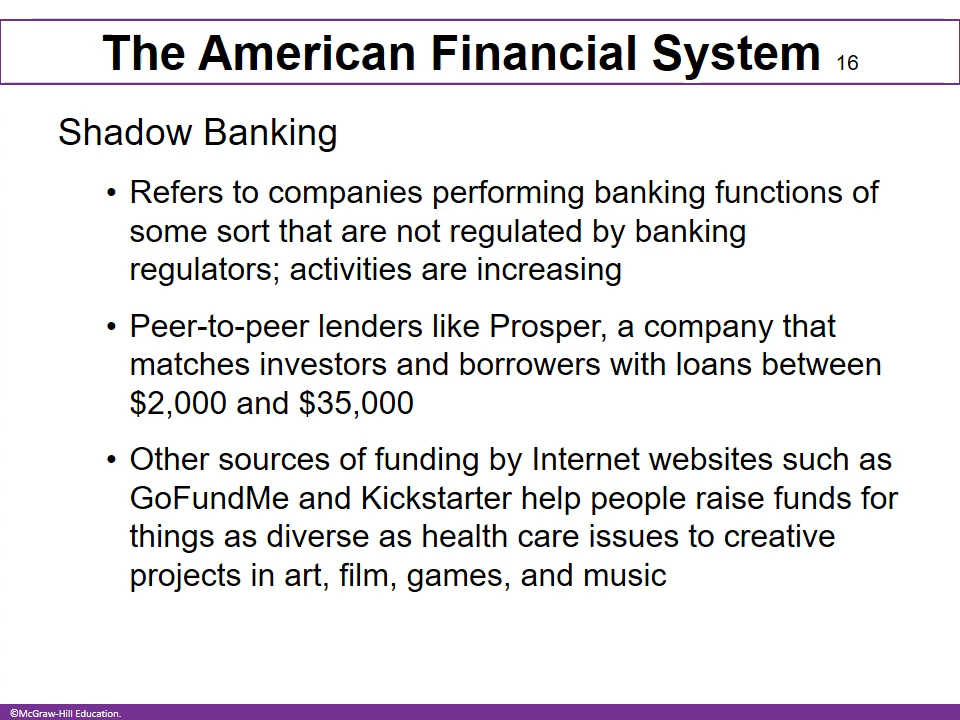 The American Financial System 16
Shadow Banking
• Refers to companies performing banking functions of
some sort that are not regulated by banking
regulators; activities are increasing
• Peer-to-peer lenders like Prosper, a company that
matches investors and borrowers with loans between
$2,000 and $35,000
• Other sources of funding by Internet websites such as
GoFundMe and Kickstarter help people raise funds for
things as diverse as health care issues to creative
projects in art, film, games, and music
©McGraw-Hill Education.